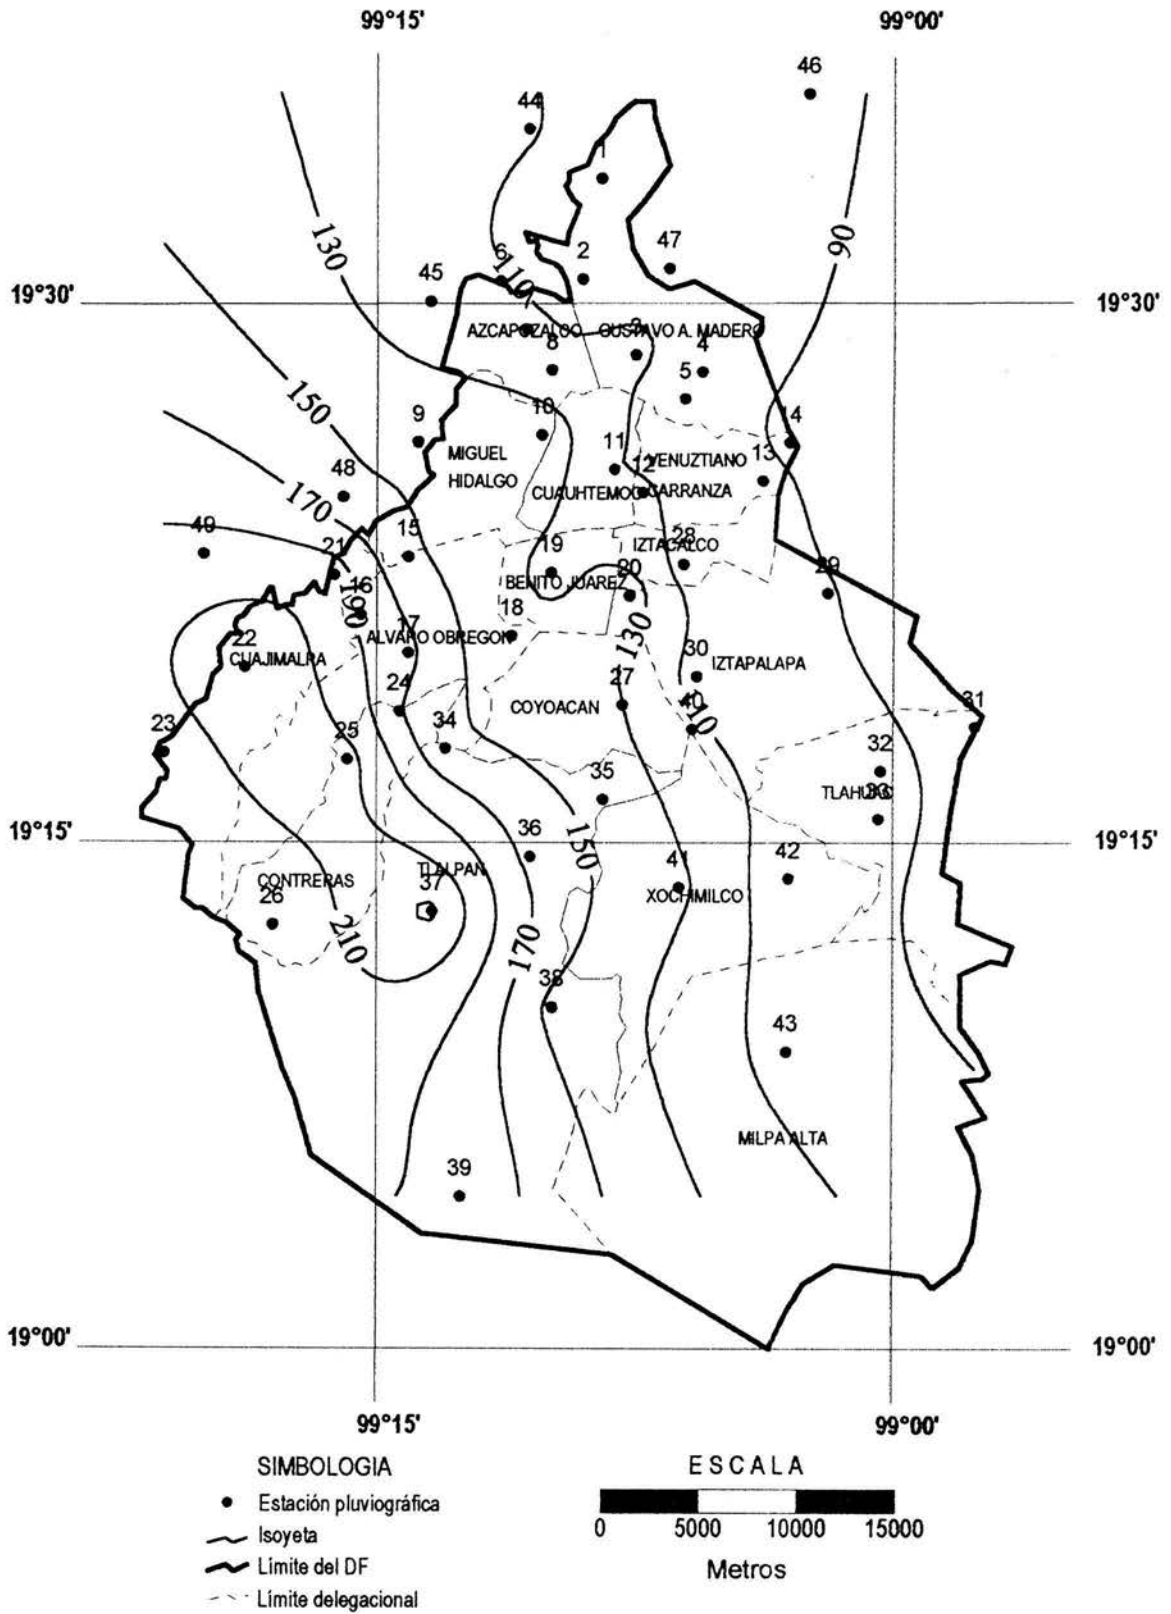 99°15' 99°00'
46
44
1
130
90
6 2 47
110
45
19°30' 19°30'
7
AZCAPOZALCO GUSTAVO A. MADERO
3
8 4
5
150
9 10 14
11
MIGUEL
HIDALGO
12 VENUZTIANO
13
CUAUHTEMOC CARRANZA
48
170
49 15
21 19 28
IZTACALCO
16 20 29
BENITO JUAREZ
190
18
17
ALVARO OBREGON
130
22
CUAJIMALPA
30
IZTAPALAPA
24 27
COYOACAN
40 31
110
23 25 34
32
35
TLAHUAC
33
19°15' 19°15'
36
150
41 42
TLALPAN
CONTRERAS
37
XOCHIMILCO
26
210
170
38
43
MILPA ALTA
39
19°00' 19°00'
99°15' 99°00'
SIMBOLOGIA
Estación pluviográfica
Isoyeta
Límite del DF
Límite delegacional
ESCALA
0 5000 10000 15000
Metros